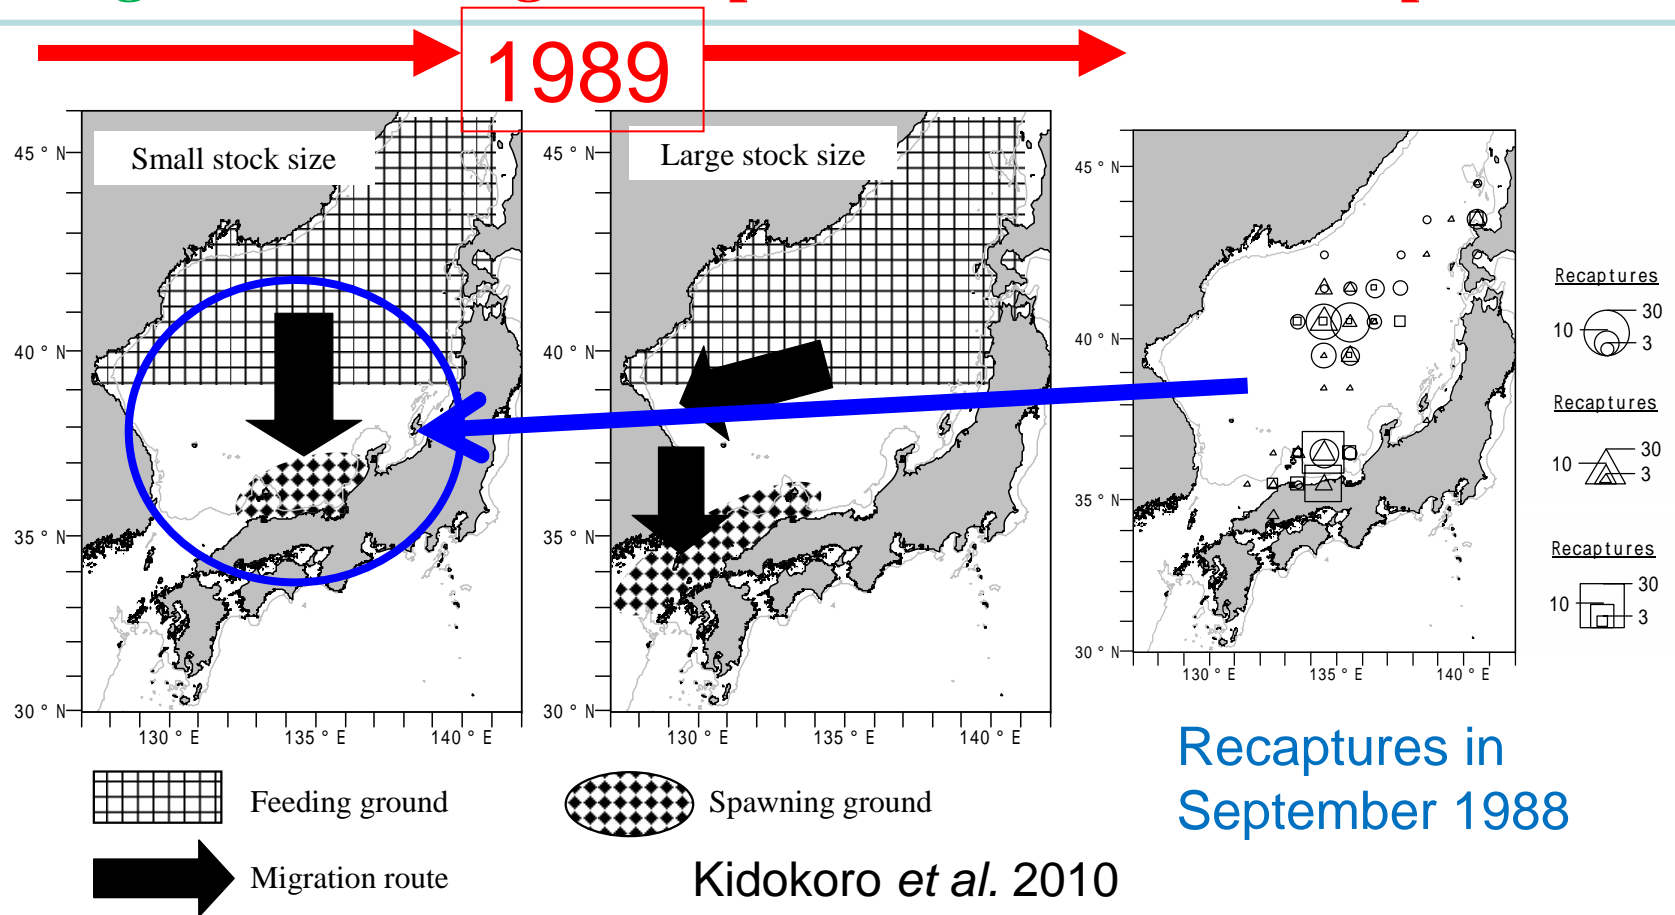 1989
Small stock size
Large stock size
45 ° N
40 ° N
35 ° N
30 ° N
130 ° E
135 ° E
140 ° E
45 ° N
40 ° N
35 ° N
30 ° N
130 ° E
135 ° E
140 ° E
45 ° N
40 ° N
35 ° N
30 ° N
130 ° E
135 ° E
140 ° E
Recaptures
30
10
3
Recaptures
30
10
3
Recaptures
30
10
3
Recaptures in
September 1988
Feeding ground
Spawning ground
Migration route
Kidokoro et al. 2010